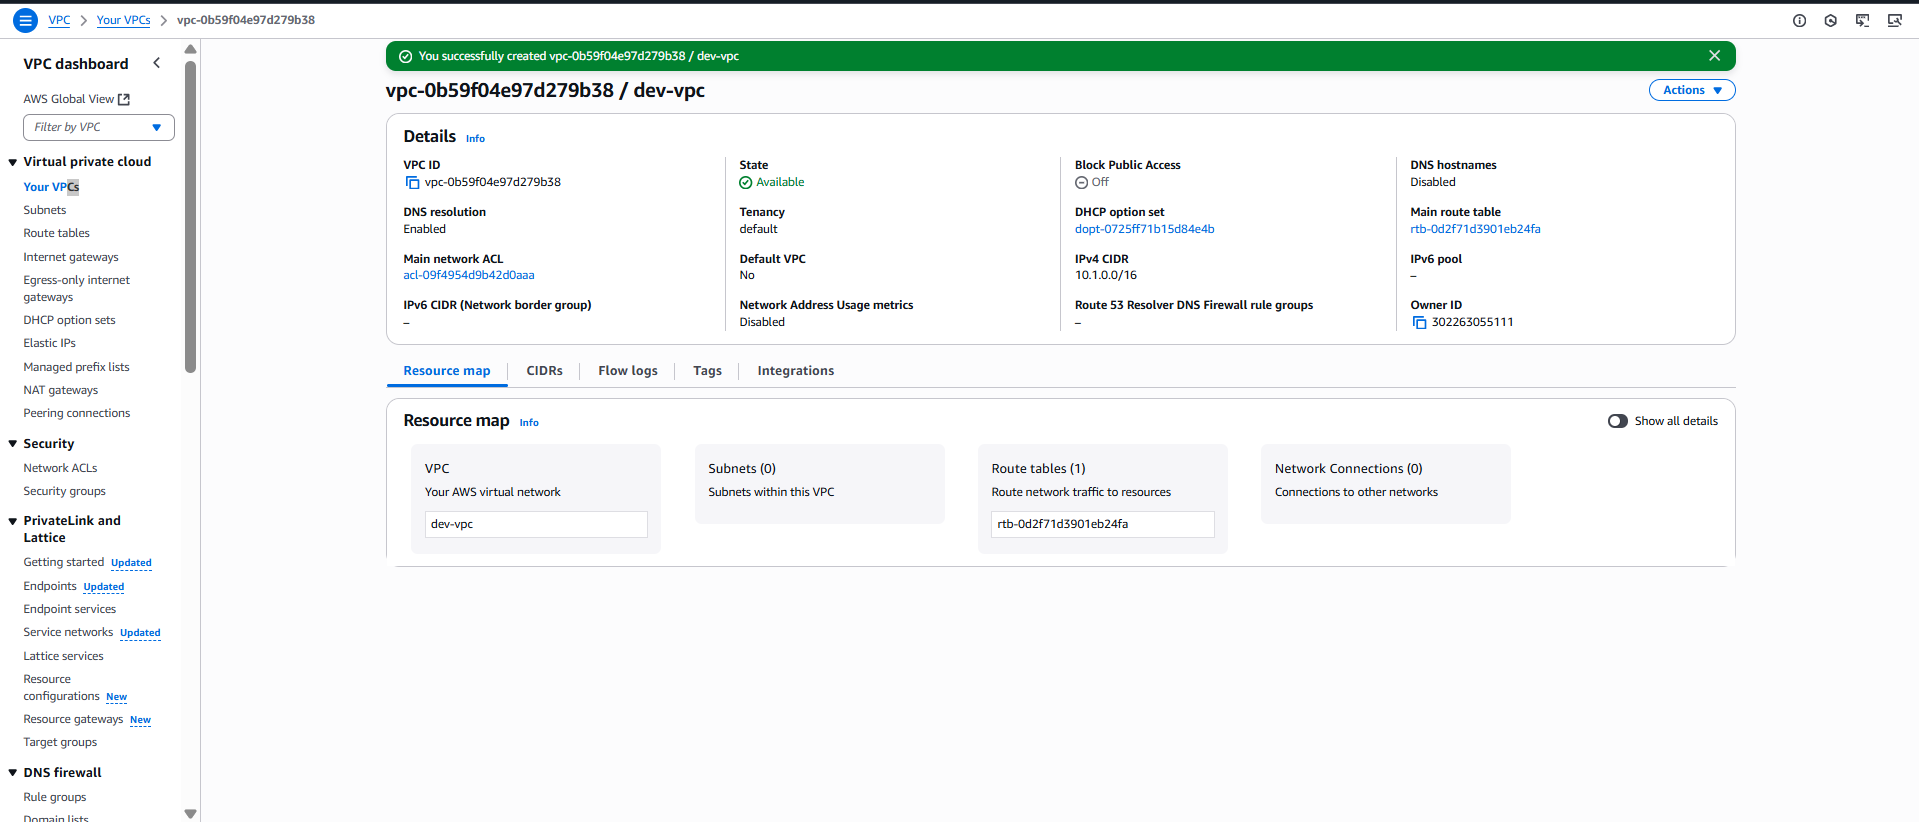 VPC > Your VPCs > vpc-0b59f04e97d279b38
VPC dashboard
AWS Global View
Filter by VPC
Virtual private cloud
Your VPCs
Subnets
Route tables
Internet gateways
Egress-only internet
gateways
DHCP option sets
Elastic IPs
Managed prefix lists
NAT gateways
Peering connections
Security
Network ACLs
Security groups
PrivateLink and
Lattice
Getting started Updated
Endpoints Updated
Endpoint services
Service networks Updated
Lattice services
Resource
configurations New
Resource gateways New
Target groups
DNS firewall
Rule groups
Domain lists
You successfully created vpc-0b59f04e97d279b38 / dev-vpc
vpc-0b59f04e97d279b38 / dev-vpc
Actions
Details Info
VPC ID
vpc-0b59f04e97d279b38
State
Available
Block Public Access
Off
DNS hostnames
Disabled
DNS resolution
Enabled
Tenancy
default
DHCP option set
dopt-0725ff71b15d84e4b
Main route table
rtb-0d2f71d3901eb24fa
Main network ACL
acl-09f4954d9b42d0aaa
Default VPC
No
IPv4 CIDR
10.1.0.0/16
IPv6 pool
–
IPv6 CIDR (Network border group)
–
Network Address Usage metrics
Disabled
Route 53 Resolver DNS Firewall rule groups
–
Owner ID
302263055111
Resource map
CIDRs
Flow logs
Tags
Integrations
Resource map Info
Show all details
VPC
Your AWS virtual network
dev-vpc
Subnets (0)
Subnets within this VPC
Route tables (1)
Route network traffic to resources
rtb-0d2f71d3901eb24fa
Network Connections (0)
Connections to other networks